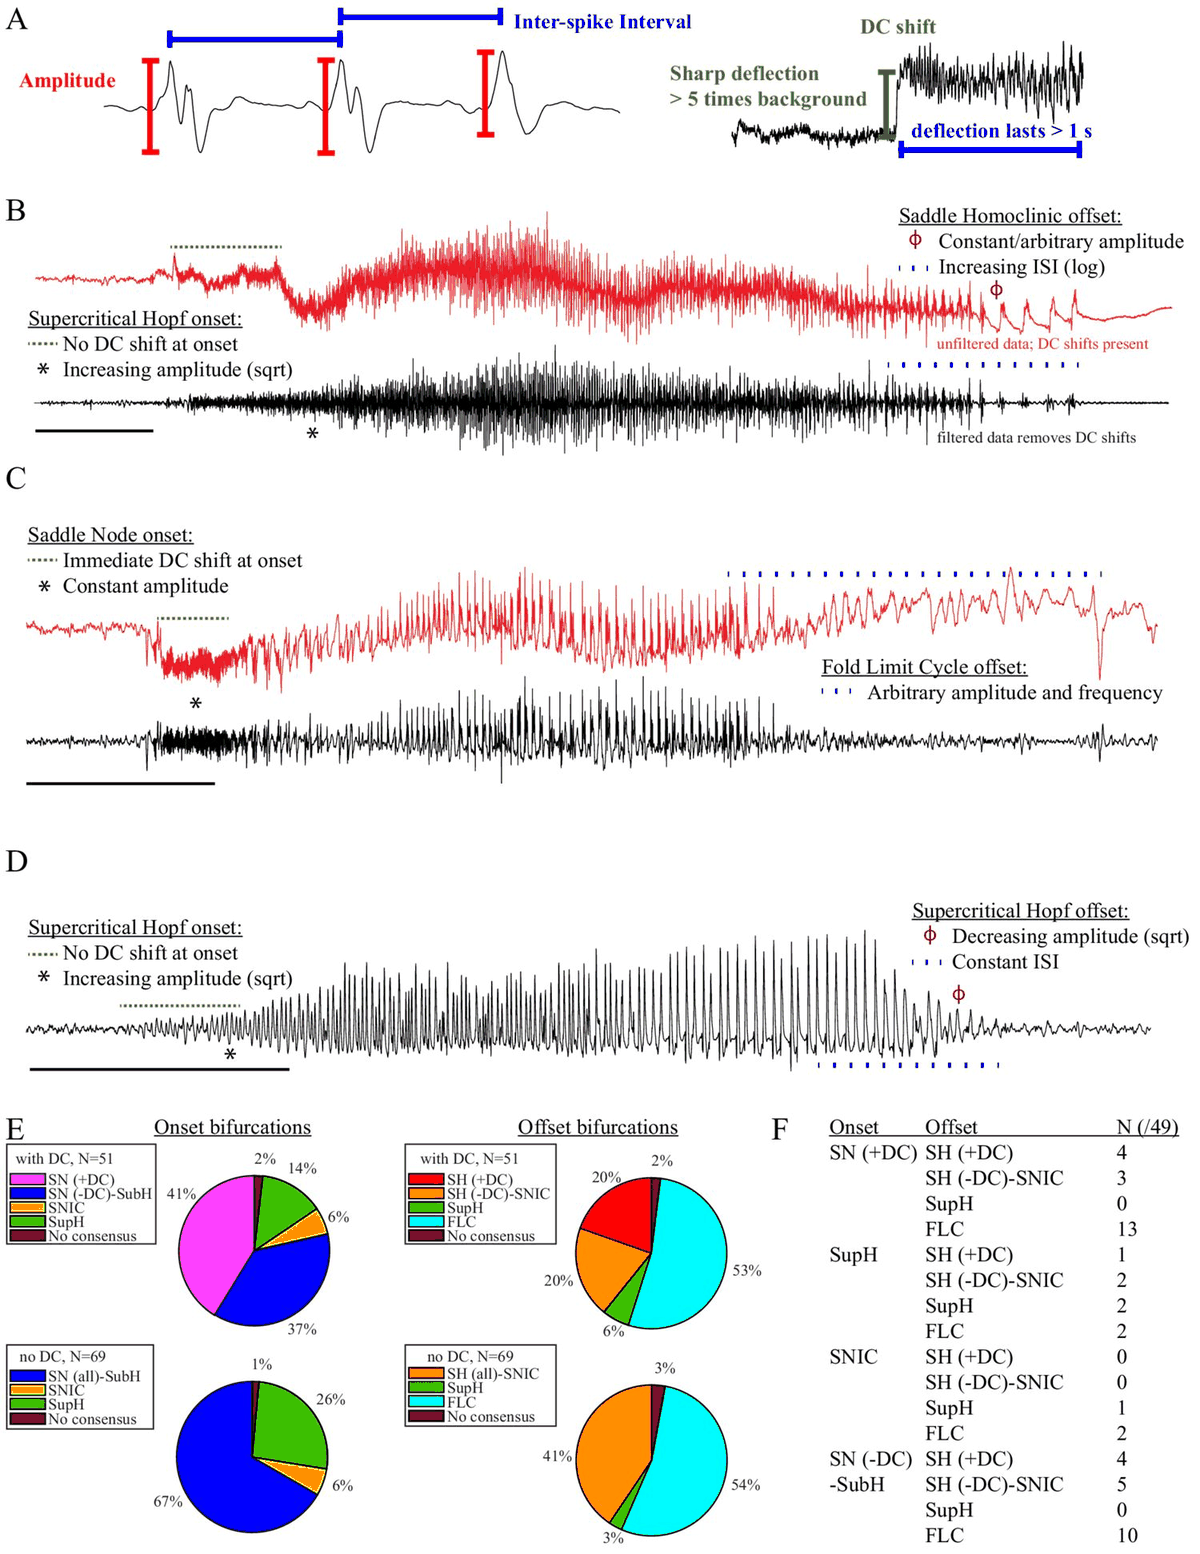 A
Inter-spike Interval
Amplitude
DC shift
Sharp deflection
> 5 times background
deflection lasts > 1 s
B
Saddle Homoclinic offset:
ϕ Constant/arbitrary amplitude
Increasing ISI (log)
ϕ
Supercritical Hopf onset:
No DC shift at onset
* Increasing amplitude (sqrt)
unfiltered data; DC shifts present
*
filtered data removes DC shifts
C
Saddle Node onset:
Immediate DC shift at onset
* Constant amplitude
Fold Limit Cycle offset:
Arbitrary amplitude and frequency
*
D
Supercritical Hopf onset:
No DC shift at onset
* Increasing amplitude (sqrt)
Supercritical Hopf offset:
ϕ Decreasing amplitude (sqrt)
Constant ISI
ϕ
*
E
Onset bifurcations
with DC, N=51
SN (+DC)
SN (-DC)-SubH
SNIC
SupH
No consensus
2%
14%
6%
37%
41%
no DC, N=69
SN (all)-SubH
SNIC
SupH
No consensus
1%
26%
6%
67%
Offset bifurcations
with DC, N=51
SH (+DC)
SH (-DC)-SNIC
SupH
FLC
No consensus
2%
53%
6%
20%
20%
no DC, N=69
SH (all)-SNIC
SupH
FLC
No consensus
3%
54%
3%
41%
F
Onset Offset N (/49)
SN (+DC) SH (+DC) 4
SH (-DC)-SNIC 3
SupH 0
FLC 13
SupH SH (+DC) 1
SH (-DC)-SNIC 2
SupH 2
FLC 2
SNIC SH (+DC) 0
SH (-DC)-SNIC 0
SupH 1
FLC 2
SN (-DC) SH (+DC) 4
-SubH SH (-DC)-SNIC 5
SupH 0
FLC 10